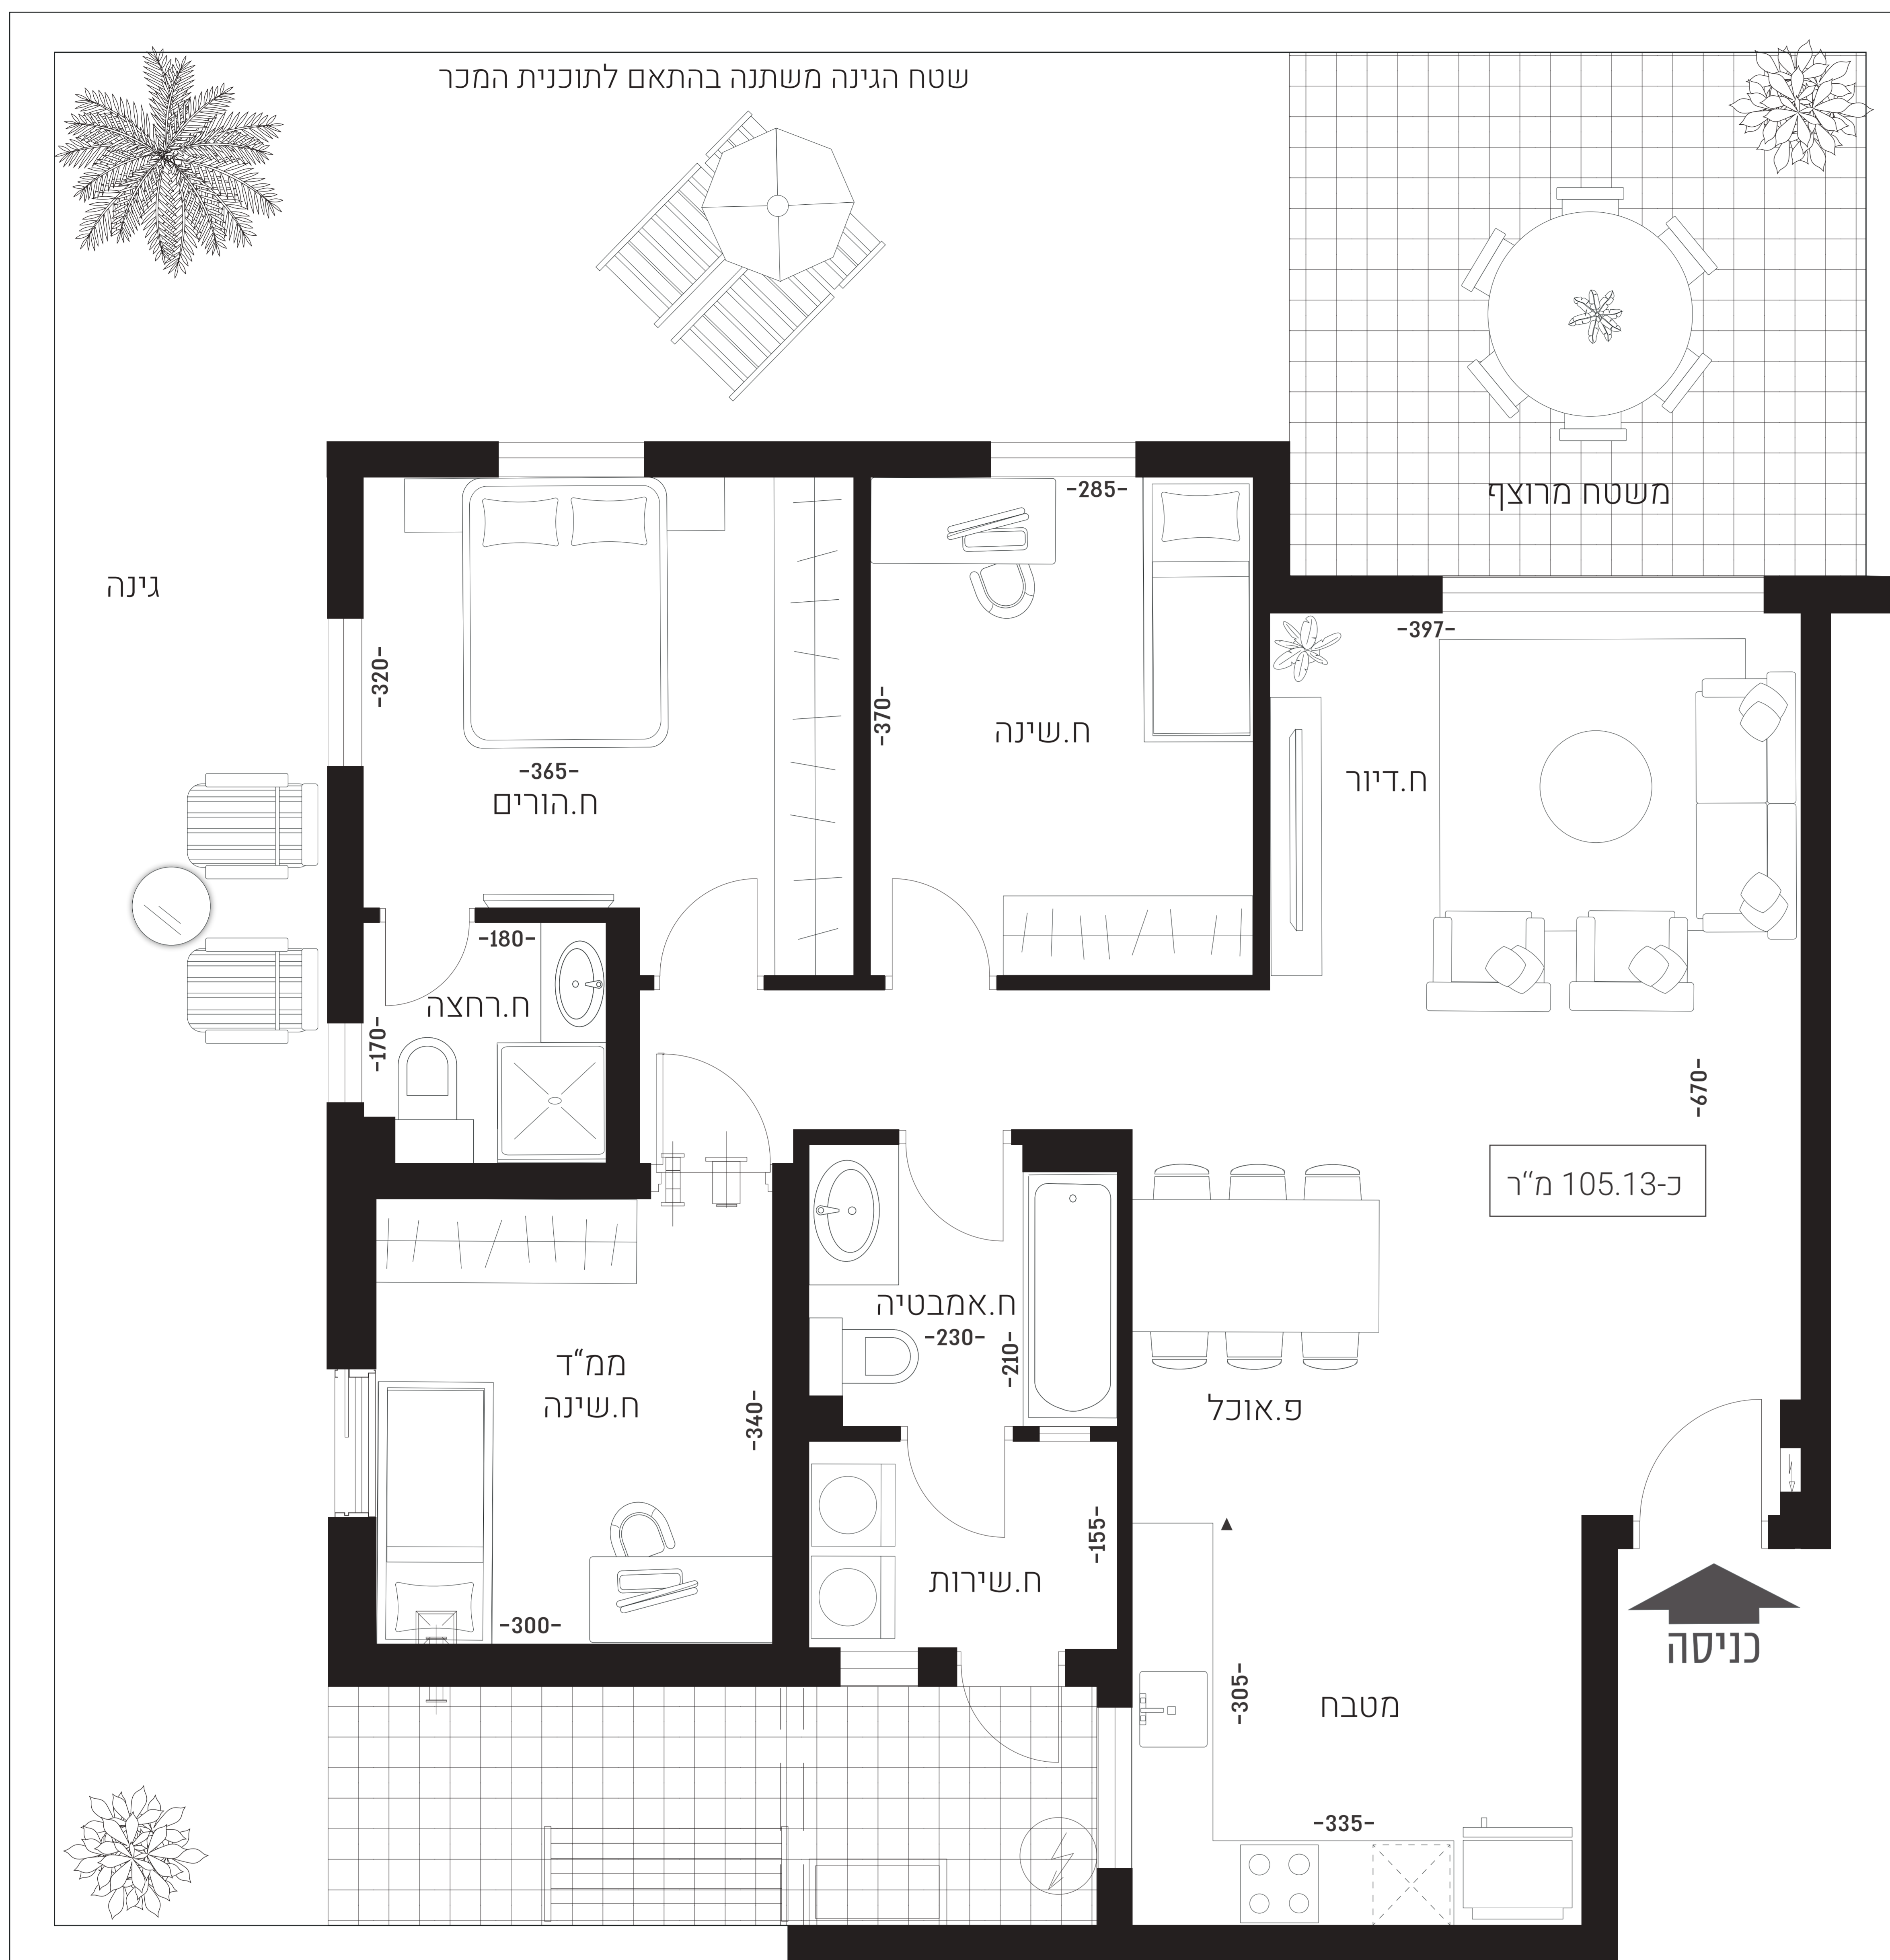 שטח הגינה משתנה בהתאם לתוכנית המכר
-285-
משטח מרוצף
גינה
-397-
-320-
-370-
ח.שינה
ח.דיור
-365-
ח.הורים
-180-
ח.רחצה
-170-
-670-
כ-105.13 מ"ר
ח.אמבטיה
-230-
-210-
ממ"ד
ח.שינה
-340-
פ.אוכל
-155-
ח.שירות
-300-
כניסה
-305-
מטבח
-335-